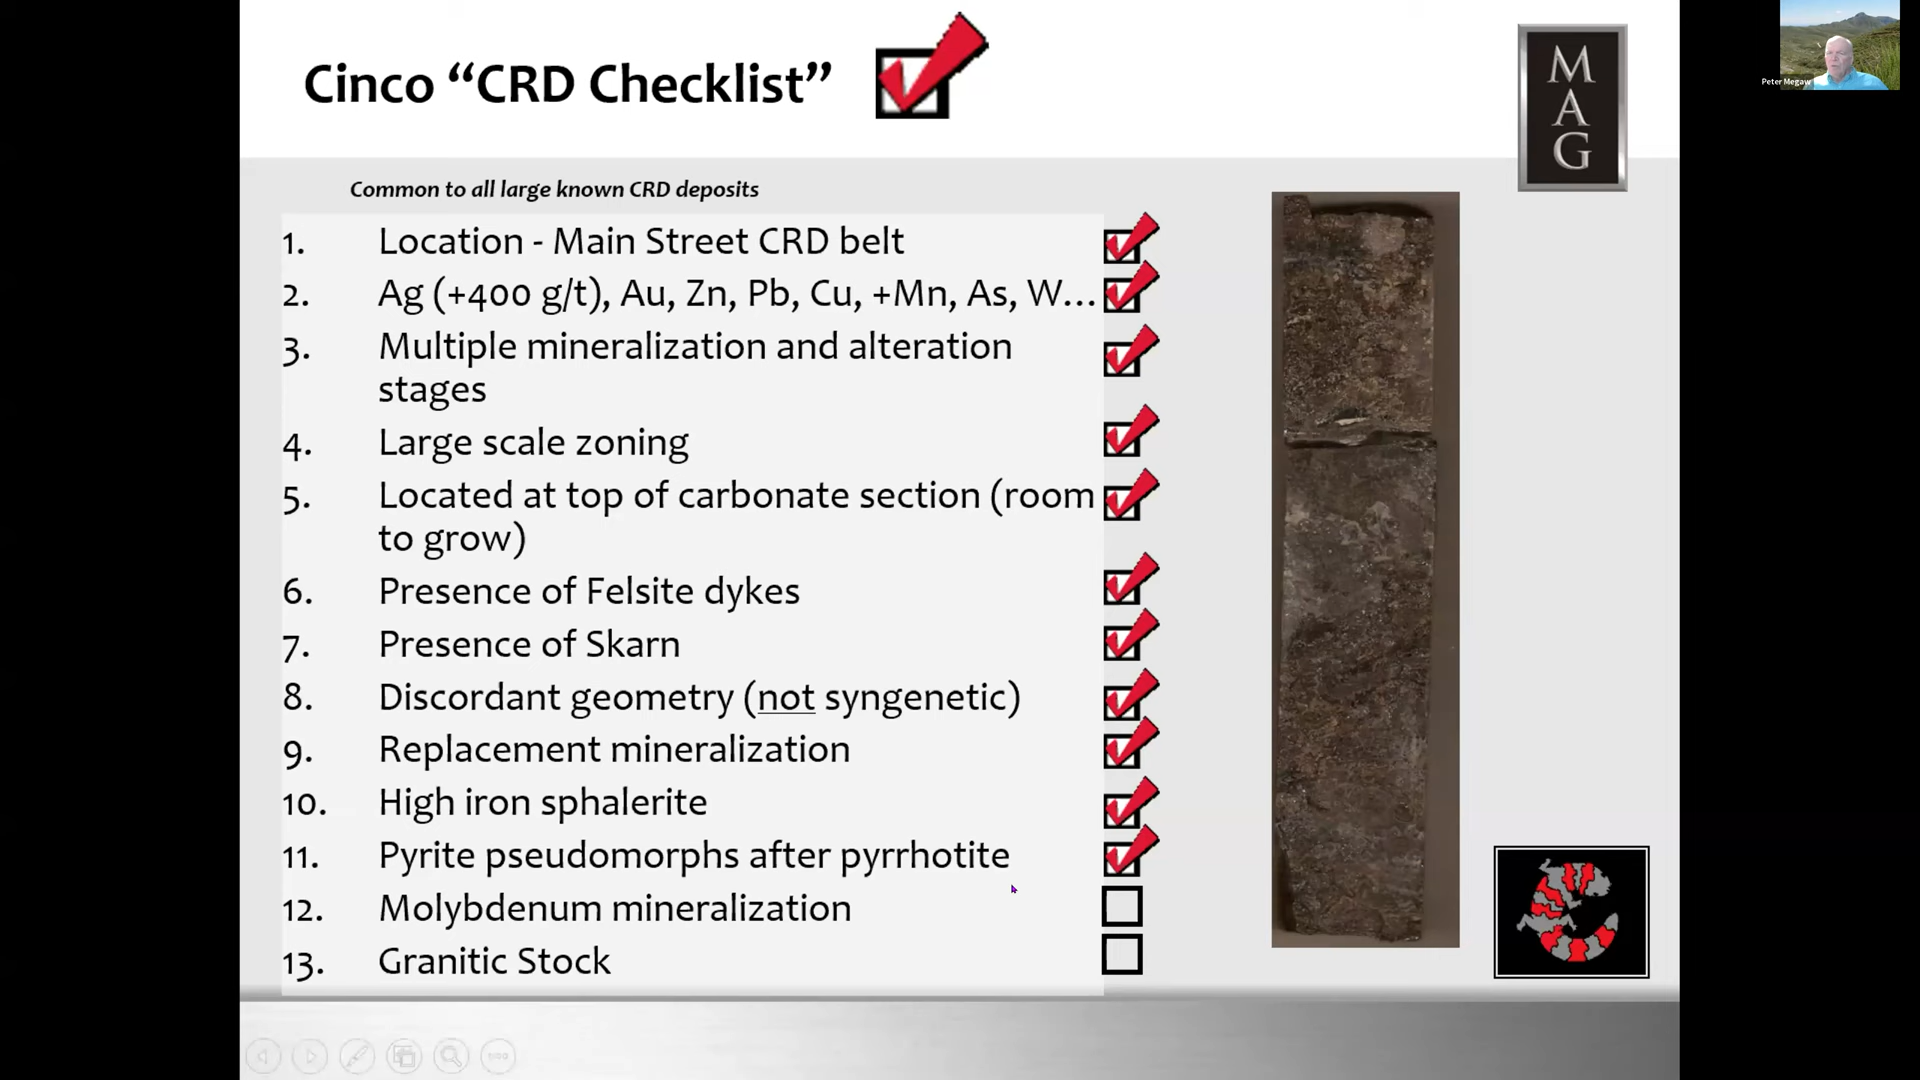 Cinco “CRD Checklist”
M
A
G
Peter Megaw
Common to all large known CRD deposits
1. Location - Main Street CRD belt
2. Ag (+400 g/t), Au, Zn, Pb, Cu, +Mn, As, W…
3. Multiple mineralization and alteration
stages
4. Large scale zoning
5. Located at top of carbonate section (room
to grow)
6. Presence of Felsite dykes
7. Presence of Skarn
8. Discordant geometry (not syngenetic)
9. Replacement mineralization
10. High iron sphalerite
11. Pyrite pseudomorphs after pyrrhotite
12. Molybdenum mineralization
13. Granitic Stock